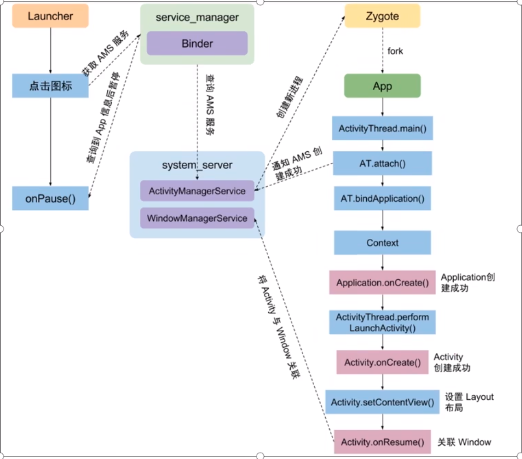 Launcher
点击图标
onPause()
获取 AMS 服务
查询到 App 信息后暂停
service_manager
Binder
查询 AMS 服务
system_server
ActivityManagerService
WindowManagerService
创建新进程
通知 AMS 创
建成功
将 Activity 与 Window 关联
Zygote
fork
App
ActivityThread.main()
AT.attach()
AT.bindApplication()
Context
Application.onCreate()
Application创
建成功
ActivityThread.perform
LaunchActivity()
Activity.onCreate()
Activity
创建成功
Activity.setContentView()
设置 Layout
布局
Activity.onResume()
关联 Window